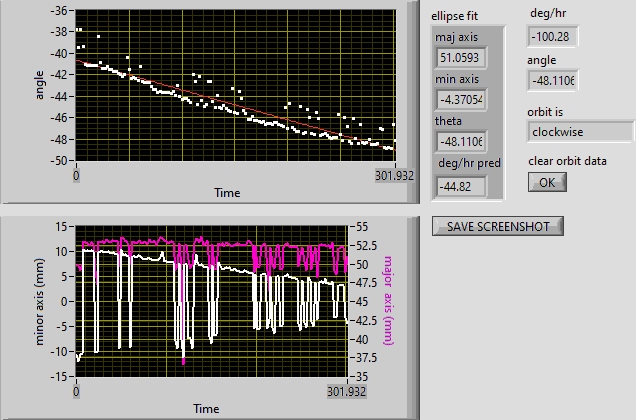 -36
-38
-40
-42
-44
-46
-48
-50
angle
0
301.932
Time
ellipse fit
maj axis
51.0593
min axis
-4.37054
theta
-48.1106
deg/hr pred
-44.82
deg/hr
-100.28
angle
-48.1106
orbit is
clockwise
clear orbit data
OK
SAVE SCREENSHOT
15
10
5
0
-5
-10
-15
minor axis (mm)
55
52.5
50
47.5
45
42.5
40
37.5
35
major axis (mm)
0
301.932
Time